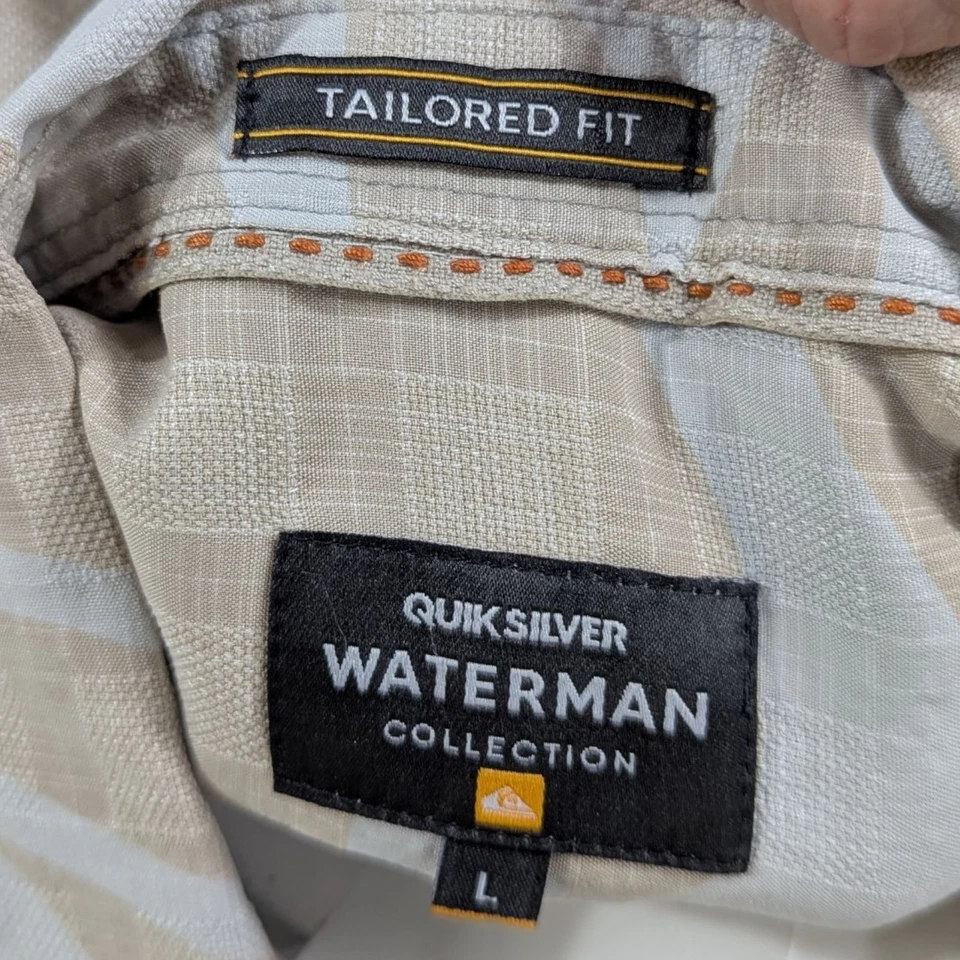 TAILORED FIT
QUIKSILVER
WATERMAN
COLLECTION
L